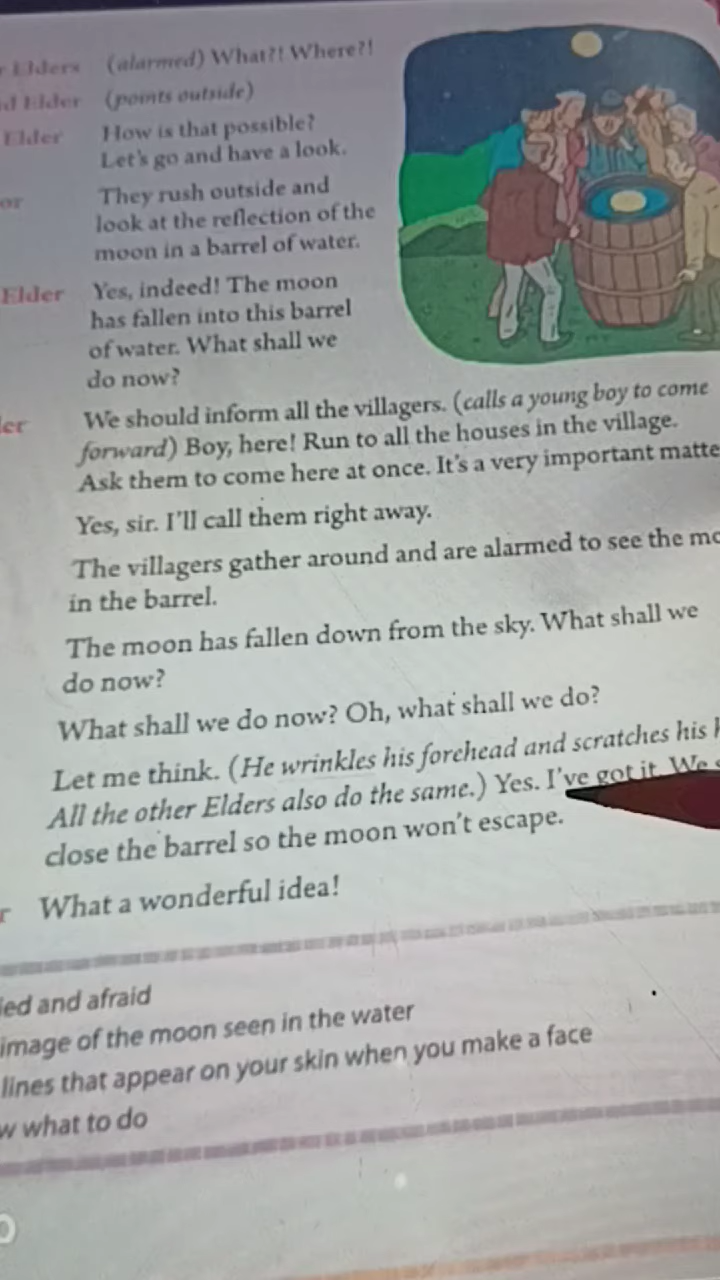 Elders (alarmed) What?! Where?!
Elder (points outside)
Elder How is that possible?
Let's go and have a look.
They rush outside and
look at the reflection of the
moon in a barrel of water.
Elder Yes, indeed! The moon
has fallen into this barrel
of water. What shall we
do now?
We should inform all the villagers. (calls a young boy to come
forward) Boy, here! Run to all the houses in the village.
Ask them to come here at once. It's a very important
Yes, sir. I'll call them right away.
The villagers gather around and are alarmed to see the
in the barrel.
The moon has fallen down from the sky. What shall we
do now?
What shall we do now? Oh, what shall we do?
Let me think. (He wrinkles his forehead and scratches his
All the other Elders also do the same.) Yes. I've got it. We
close the barrel so the moon won't escape.
What a wonderful idea!
and afraid
image of the moon seen in the water
lines that appear on your skin when you make a face
what to do